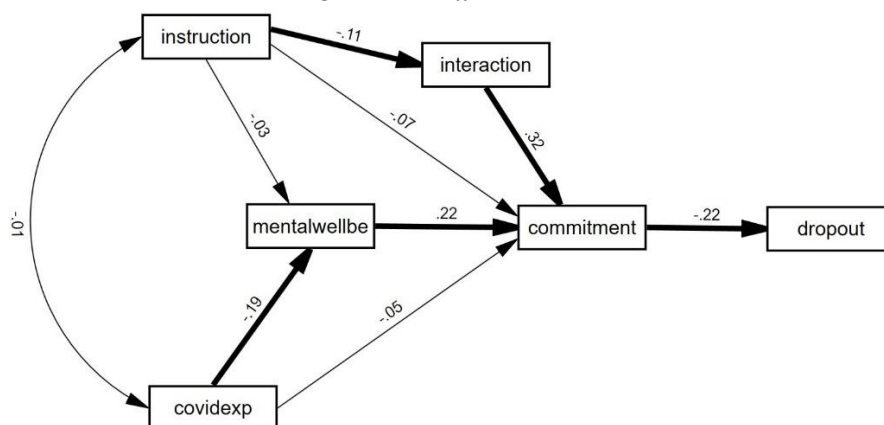 instruction
-.11
interaction
-.03
-.07
.32
-.01
mentalwellbe
.22
commitment
-.22
dropout
-.19
-.05
covidexp